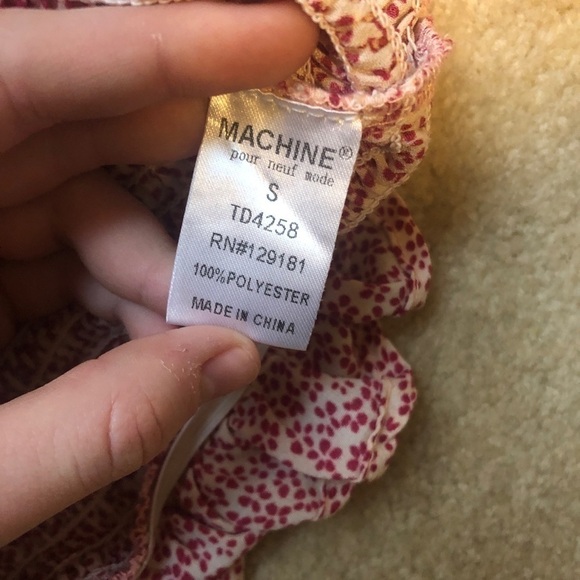 MACHINE®
pour neuf mode
S
TD4258
RN#129181
100%POLYESTER
MADE IN CHINA